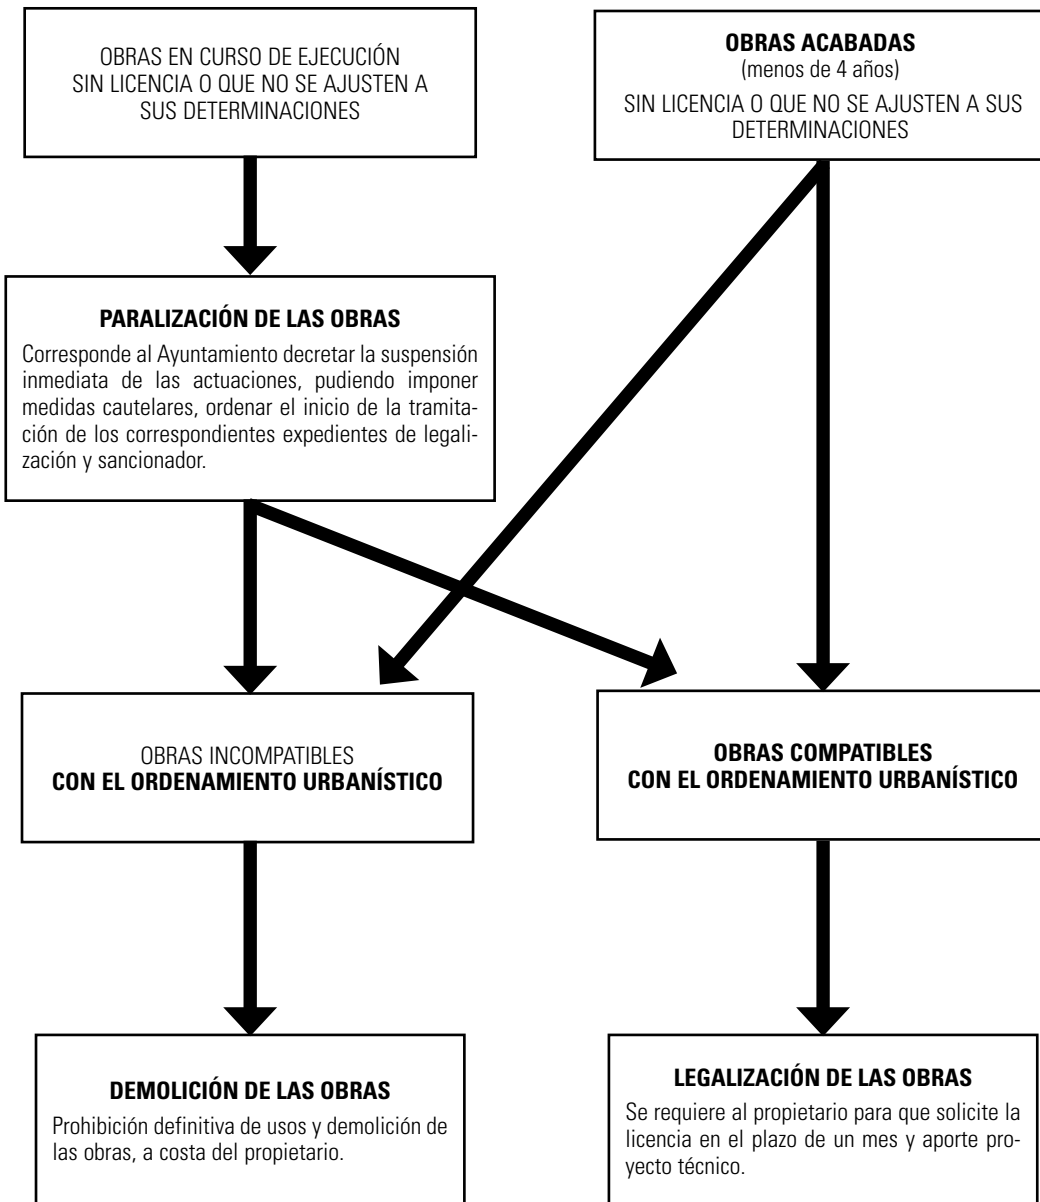 OBRAS EN CURSO DE EJECUCIÓN
SIN LICENCIA O QUE NO SE AJUSTEN A
SUS DETERMINACIONES
OBRAS ACABADAS
(menos de 4 años)
SIN LICENCIA O QUE NO SE AJUSTEN A SUS
DETERMINACIONES
PARALIZACIÓN DE LAS OBRAS
Corresponde al Ayuntamiento decretar la suspensión
inmediata de las actuaciones, pudiendo imponer
medidas cautelares, ordenar el inicio de la tramita-
ción de los correspondientes expedientes de legali-
zación y sancionador.
OBRAS INCOMPATIBLES
CON EL ORDENAMIENTO URBANÍSTICO
OBRAS COMPATIBLES
CON EL ORDENAMIENTO URBANÍSTICO
DEMOLICIÓN DE LAS OBRAS
Prohibición definitiva de usos y demolición de
las obras, a costa del propietario.
LEGALIZACIÓN DE LAS OBRAS
Se requiere al propietario para que solicite la
licencia en el plazo de un mes y aporte pro-
yecto técnico.